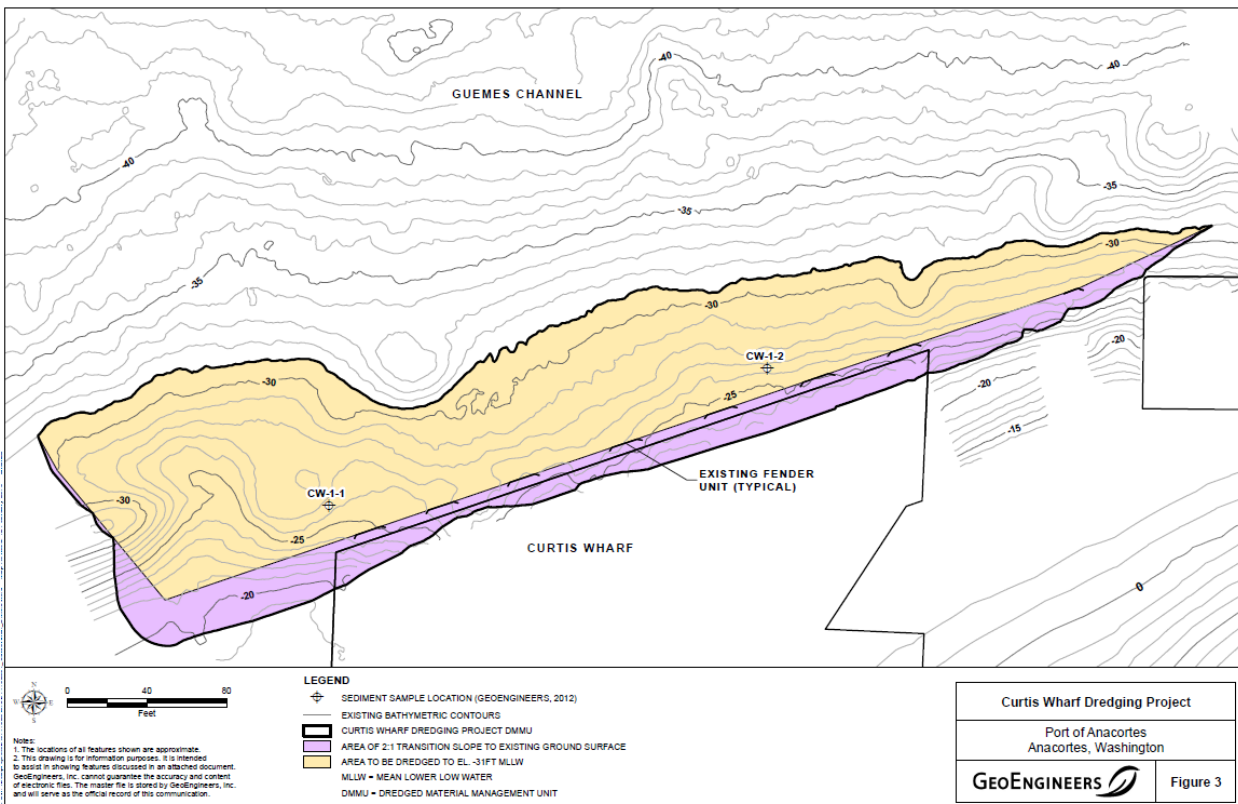 GUEMES CHANNEL
-40
-40
-40
-35
-35
-35
-30
-30
-30
-30
CW-1-2
-25
-20
-20
-15
CW-1-1
-25
EXISTING FENDER
UNIT (TYPICAL)
CURTIS WHARF
-20
0
N
W E
S
0 40 80
Feet
Notes:
1. The locations of all features shown are approximate.
2. This drawing is for information purposes. It is intended
to assist in showing features discussed in an attached document.
GeoEngineers, Inc. cannot guarantee the accuracy and content
of electronic files. The master file is stored by GeoEngineers, Inc.
and will serve as the official record of this communication.
LEGEND
SEDIMENT SAMPLE LOCATION (GEOENGINEERS, 2012)
EXISTING BATHYMETRIC CONTOURS
CURTIS WHARF DREDGING PROJECT DMMU
AREA OF 2:1 TRANSITION SLOPE TO EXISTING GROUND SURFACE
AREA TO BE DREDGED TO EL. -31FT MLLW
MLLW = MEAN LOWER LOW WATER
DMMU = DREDGED MATERIAL MANAGEMENT UNIT
Curtis Wharf Dredging Project
Port of Anacortes
Anacortes, Washington
GEOENGINEERS
Figure 3